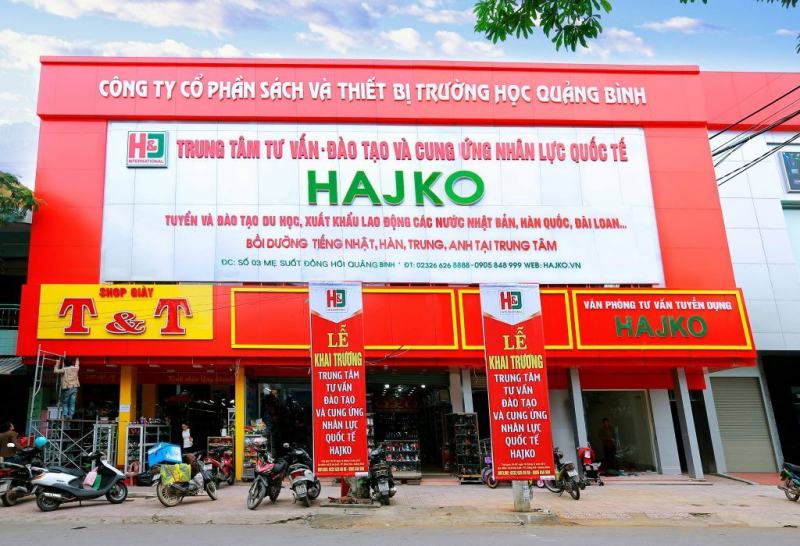 CÔNG TY CỔ PHẦN SÁCH VÀ THIẾT BỊ TRƯỜNG HỌC QUẢNG BÌNH
H&J
INTERNATIONAL
TRUNG TÂM TƯ VẤN - ĐÀO TẠO VÀ CUNG ỨNG NHÂN LỰC QUỐC TẾ
HAJKO
TUYỂN VÀ ĐÀO TẠO DU HỌC, XUẤT KHẨU LAO ĐỘNG CÁC NƯỚC NHẬT BẢN, HÀN QUỐC, ĐÀI LOAN...
BỒI DƯỠNG TIẾNG NHẬT, HÀN, TRUNG, ANH TẠI TRUNG TÂM
ĐC: SỐ 03 MẸ SUỐT ĐỒNG HỚI QUẢNG BÌNH * ĐT: 02326 626 8888 - 0905 848 999 WEB: HAJKO.VN
SHOP GIÀY
T & T
VĂN PHÒNG TƯ VẤN TUYỂN DỤNG
HAJKO
H&J
LỄ
KHAI TRƯƠNG
TRUNG TÂM
TƯ VẤN
ĐÀO TẠO
VÀ CUNG ỨNG
NHÂN LỰC
QUỐC TẾ
HAJKO
H&J
LỄ
KHAI TRƯƠNG
TRUNG TÂM
TƯ VẤN
ĐÀO TẠO
VÀ CUNG ỨNG
NHÂN LỰC
QUỐC TẾ
HAJKO